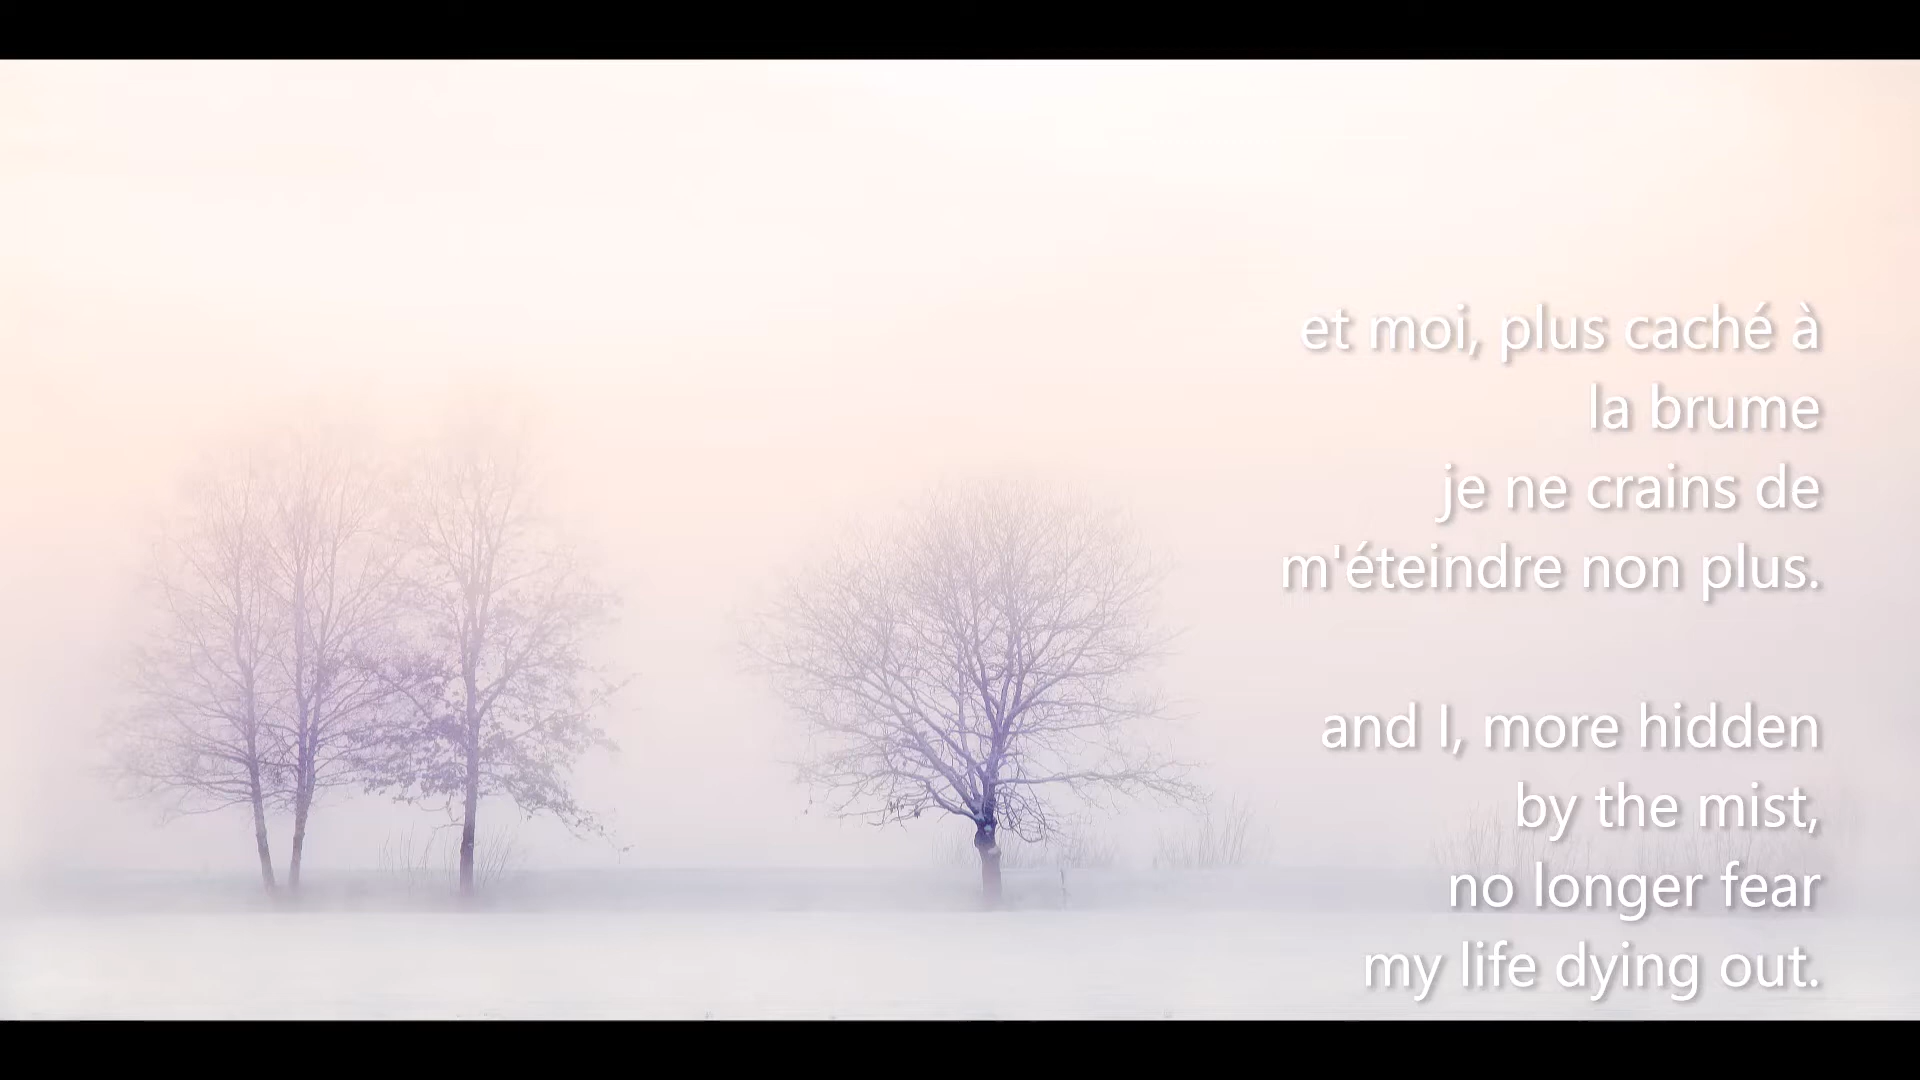 et moi, plus caché à
la brume
je ne crains de
m'éteindre non plus.
and I, more hidden
by the mist,
no longer fear
my life dying out.